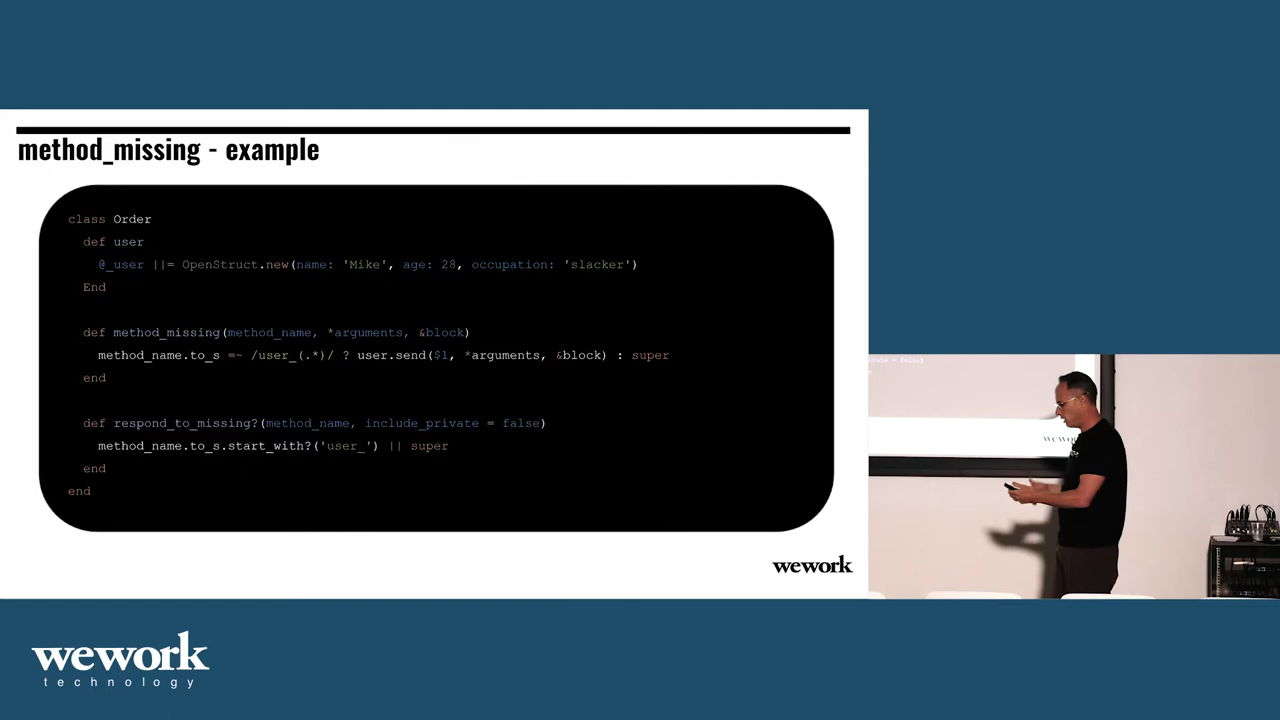 method_missing - example
class Order
def user
@_user ||= OpenStruct.new(name: 'Mike', age: 28, occupation: 'slacker')
End
def method_missing(method_name, *arguments, &block)
method_name.to_s =~ /user_(.*)/ ? user.send($1, *arguments, &block) : super
end
def respond_to_missing?(method_name, include_private = false)
method_name.to_s.start_with?('user_') || super
end
end
wework
wework
technology